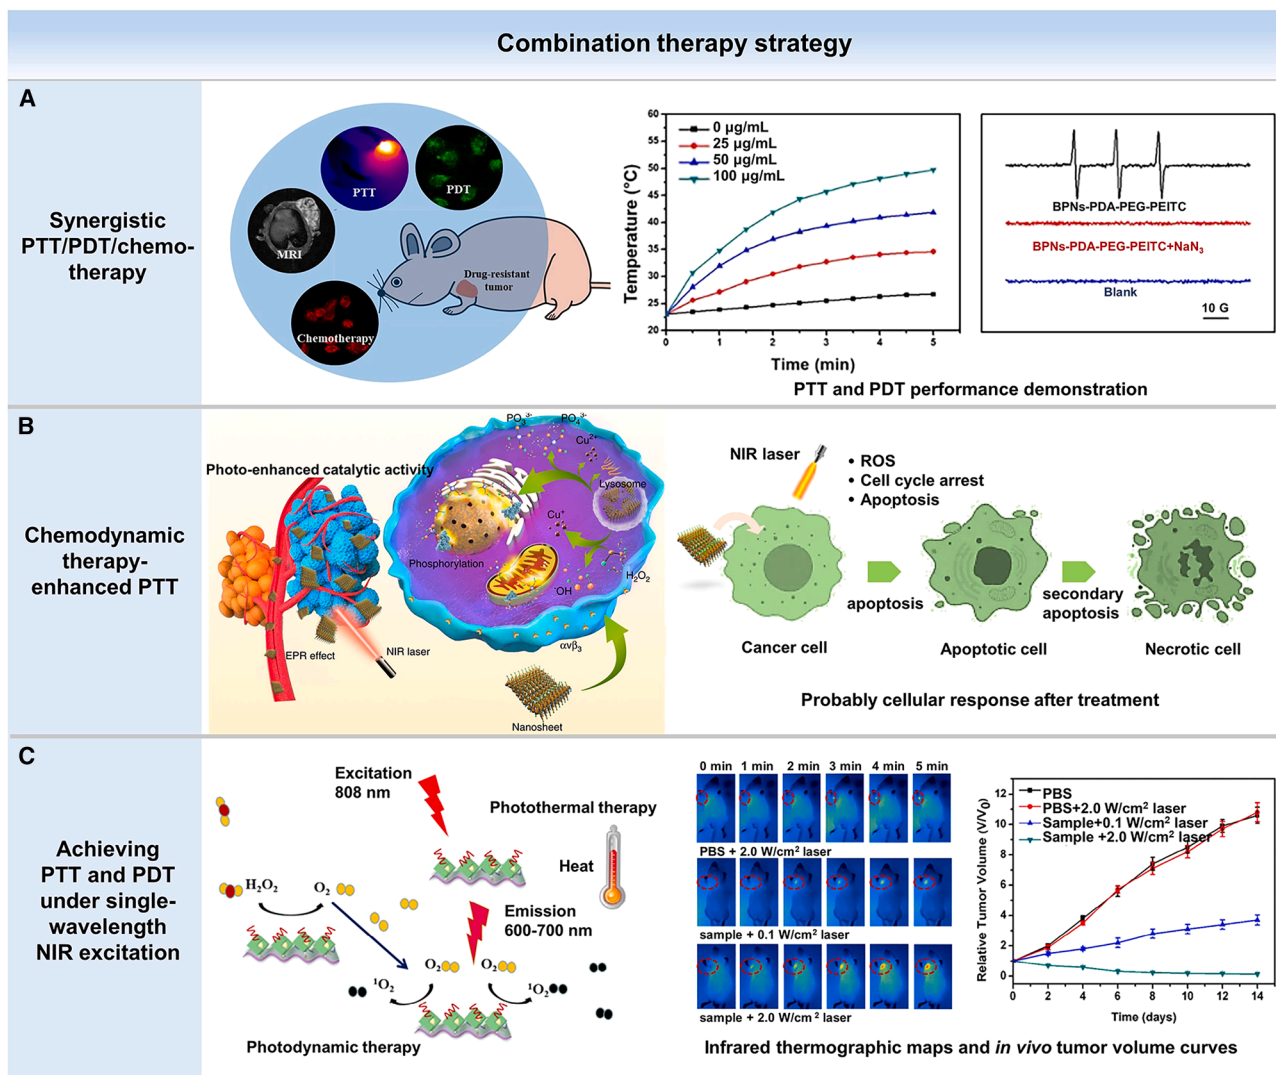 Combination therapy strategy
A
Synergistic
PTT/PDT/chemo-
therapy
PTT
PDT
MRI
Chemotherapy
Drug-resistant
tumor
Temperature (°C)
60
55
50
45
40
35
30
25
20
0 µg/mL
25 µg/mL
50 µg/mL
100 µg/mL
0
1
2
3
4
5
Time (min)
BPNs-PDA-PEG-PEITC
BPNs-PDA-PEG-PEITC+NaN₃
Blank
10 G
PTT and PDT performance demonstration
B
Chemodynamic
therapy-
enhanced PTT
Photo-enhanced catalytic activity
EPR effect
NIR laser
PO₃³⁻
PO₄³⁻
Cu²⁺
Lysosome
Cu⁺
Phosphorylation
H₂O₂
·OH
αvβ₃
Nanosheet
NIR laser
• ROS
• Cell cycle arrest
• Apoptosis
apoptosis
secondary
apoptosis
Cancer cell
Apoptotic cell
Necrotic cell
Probably cellular response after treatment
C
Achieving
PTT and PDT
under single-
wavelength
NIR excitation
Excitation
808 nm
Photothermal therapy
Heat
H₂O₂
O₂
Emission
600-700 nm
O₂
O₂
¹O₂
¹O₂
Photodynamic therapy
0 min
1 min
2 min
3 min
4 min
5 min
PBS + 2.0 W/cm² laser
sample + 0.1 W/cm² laser
sample + 2.0 W/cm² laser
Relative Tumor Volume (V/V₀)
12
10
8
6
4
2
0
PBS
PBS+2.0 W/cm² laser
Sample+0.1 W/cm² laser
Sample +2.0 W/cm² laser
0
2
4
6
8
10
12
14
Time (days)
Infrared thermographic maps and in vivo tumor volume curves